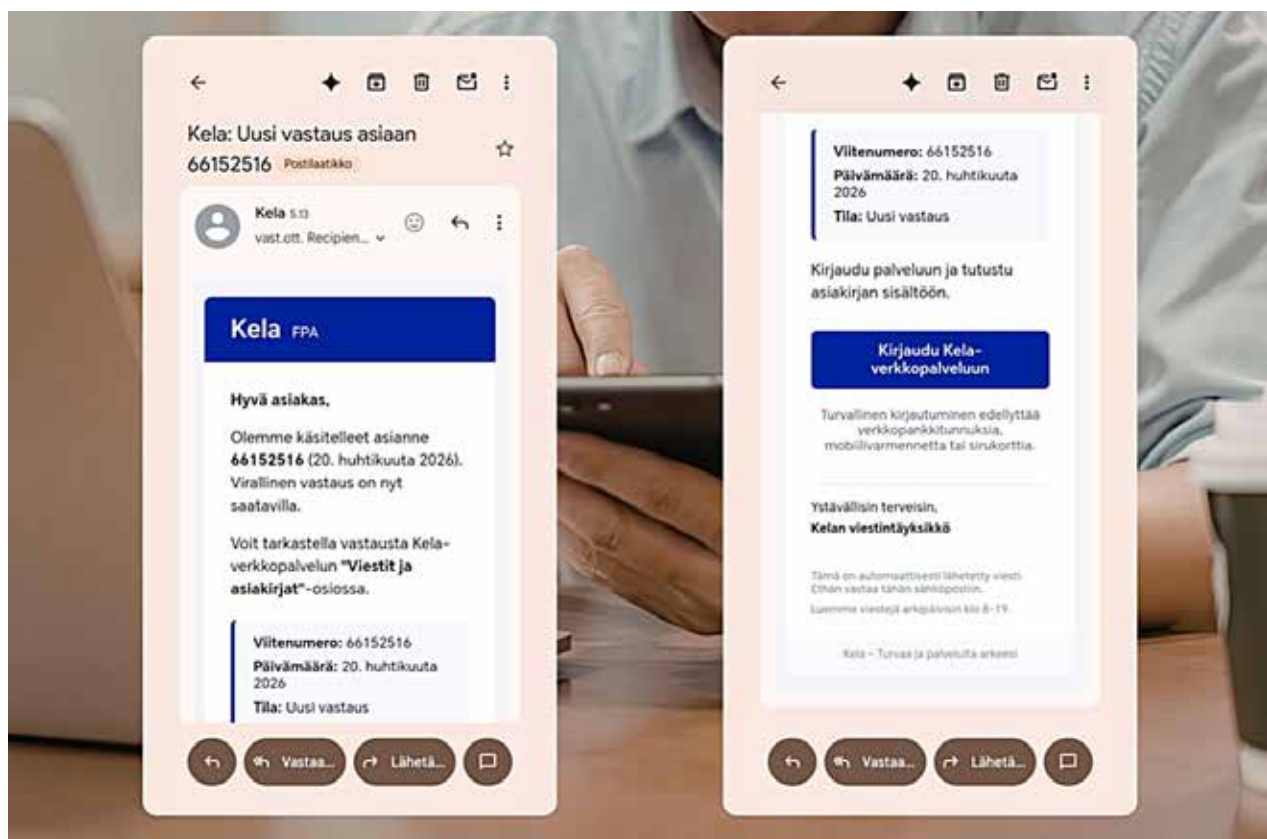 Kela: Uusi vastaus asiaan
66152516 Postilaatikko
Kela 5.13
vast.ott. Recipien...
Kela FPA
Hyvä asiakas,
Olemme käsitelleet asianne
66152516 (20. huhtikuuta 2026).
Virallinen vastaus on nyt
saatavilla.
Voit tarkastella vastausta Kela-
verkkopalvelun "Viestit ja
asiakirjat"-osiossa.
Viitenumero: 66152516
Päivämäärä: 20. huhtikuuta
2026
Tila: Uusi vastaus
Vastaa...
Lähetä...
Viitenumero: 66152516
Päivämäärä: 20. huhtikuuta
2026
Tila: Uusi vastaus
Kirjaudu palveluun ja tutustu
asiakirjan sisältöön.
Kirjaudu Kela-
verkkopalveluun
Turvallinen kirjautuminen edellyttää
verkkopankkitunnuksia,
mobiilivarmennetta tai sirukorttia.
Ystävällisin terveisin,
Kelan viestintäyksikkö
Tämä on automaattisesti lähetetty viesti.
Ethän vastaa tähän sähköpostiin.
Luemme viestejä arkipäivisin klo 8-19.
Kela – Turvaa ja palveluita arkeesi
Vastaa...
Lähetä...